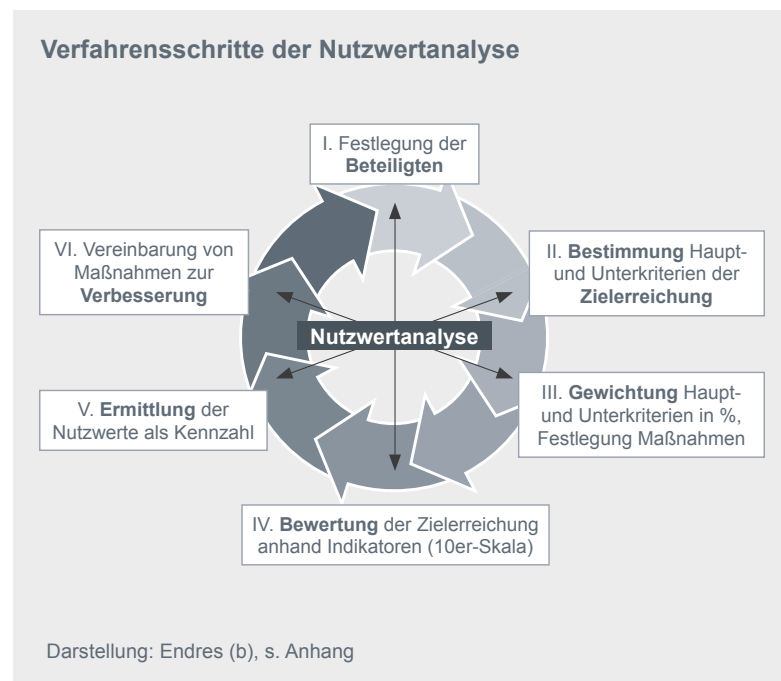 Verfahrensschritte der Nutzwertanalyse
I. Festlegung der
Beteiligten
II. Bestimmung Haupt-
und Unterkriterien der
Zielerreichung
III. Gewichtung Haupt-
und Unterkriterien in %,
Festlegung Maßnahmen
IV. Bewertung der Zielerreichung
anhand Indikatoren (10er-Skala)
V. Ermittlung der
Nutzwerte als Kennzahl
VI. Vereinbarung von
Maßnahmen zur
Verbesserung
Nutzwertanalyse
Darstellung: Endres (b), s. Anhang